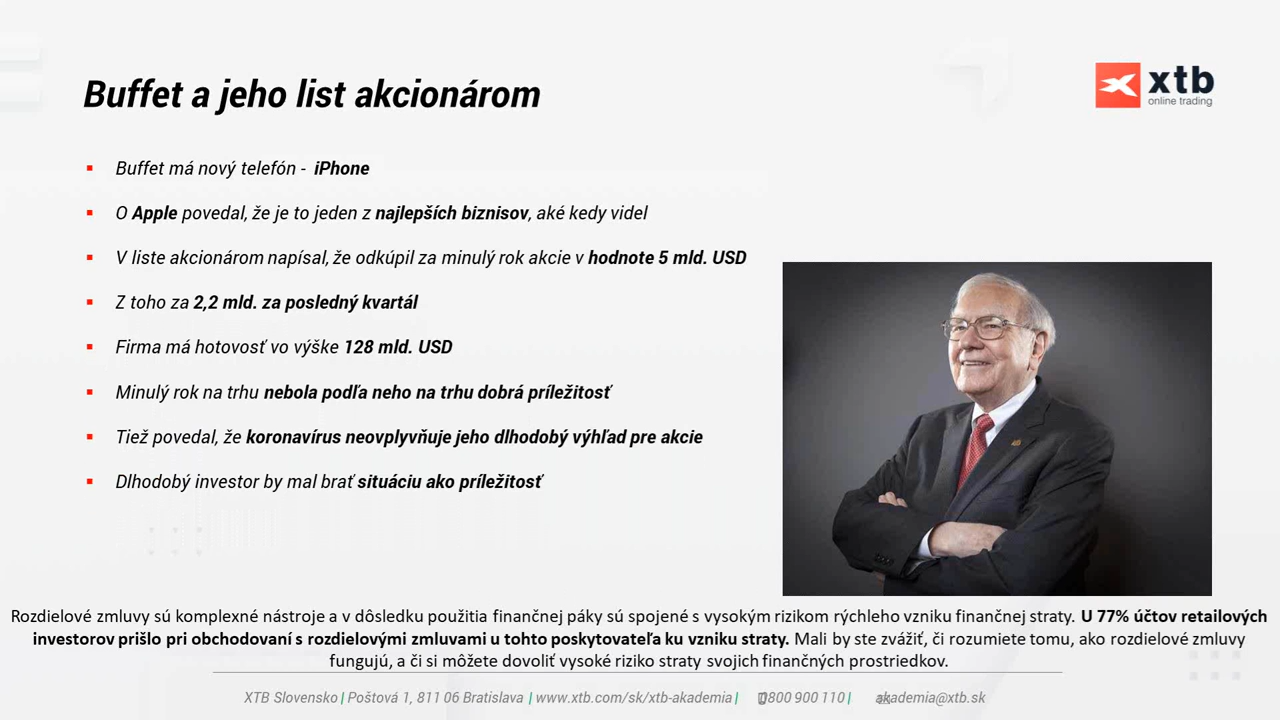 Buffet a jeho list akcionárom
xtb
online trading
Buffet má nový telefón - iPhone
O Apple povedal, že je to jeden z najlepších biznisov, aké kedy videl
V liste akcionárom napísal, že odkúpil za minulý rok akcie v hodnote 5 mld. USD
Z toho za 2,2 mld. za posledný kvartál
Firma má hotovosť vo výške 128 mld. USD
Minulý rok na trhu nebola podľa neho na trhu dobrá príležitosť
Tiež povedal, že koronavírus neovplyvňuje jeho dlhodobý výhľad pre akcie
Dlhodobý investor by mal brať situáciu ako príležitosť
Rozdielové zmluvy sú komplexné nástroje a v dôsledku použitia finančnej páky sú spojené s vysokým rizikom rýchleho vzniku finančnej straty. U 77% účtov retailových
investorov prišlo pri obchodovaní s rozdielovými zmluvami u tohto poskytovateľa ku vzniku straty. Mali by ste zvážiť, či rozumiete tomu, ako rozdielové zmluvy
fungujú, a či si môžete dovoliť vysoké riziko straty svojich finančných prostriedkov.
XTB Slovensko | Poštová 1, 811 06 Bratislava | www.xtb.com/sk/xtb-akademia | 0800 900 110 | akademia@xtb.sk